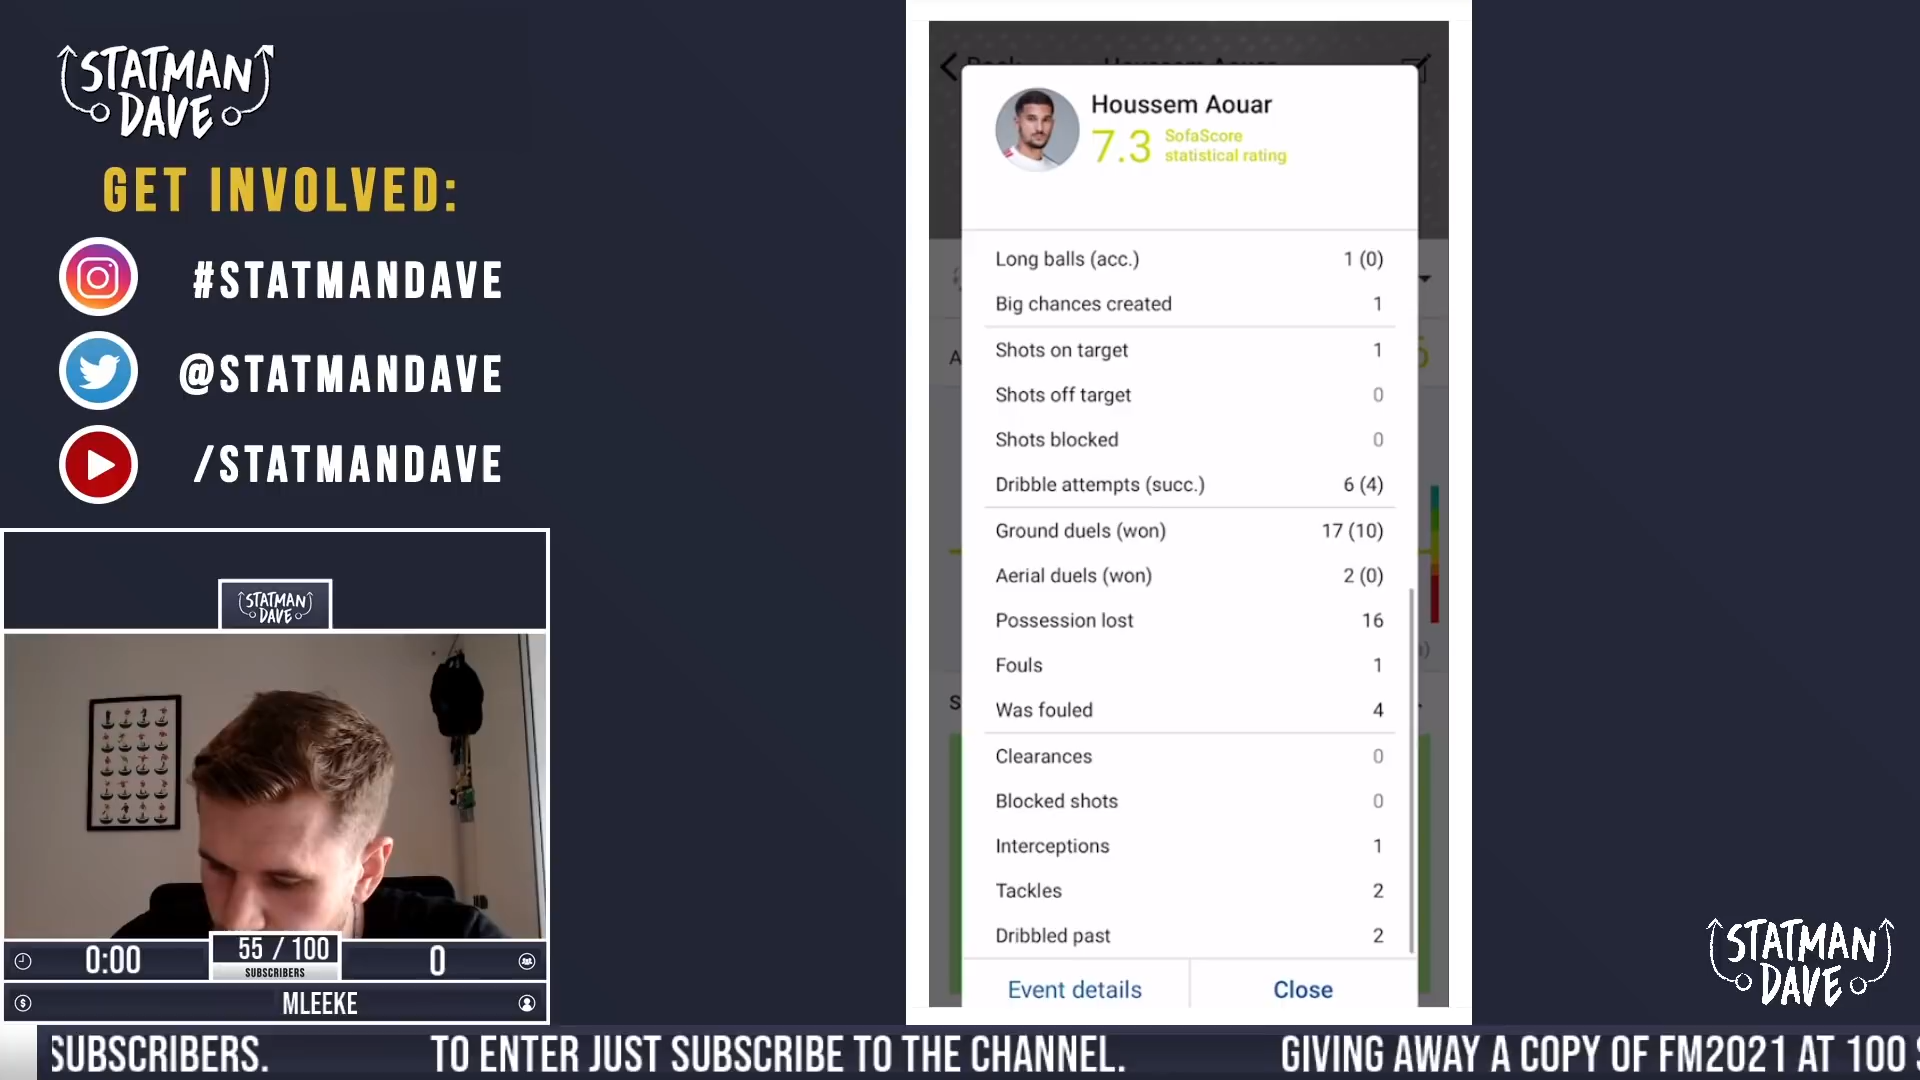 STATMAN
DAVE
GET INVOLVED:
#STATMANDAVE
@STATMANDAVE
/STATMANDAVE
STATMAN
DAVE
0:00
55 / 100
SUBSCRIBERS
0
MLEEKE
Houssem Aouar
7.3
SofaScore
statistical rating
Long balls (acc.) 1 (0)
Big chances created 1
Shots on target 1
Shots off target 0
Shots blocked 0
Dribble attempts (succ.) 6 (4)
Ground duels (won) 17 (10)
Aerial duels (won) 2 (0)
Possession lost 16
Fouls 1
Was fouled 4
Clearances 0
Blocked shots 0
Interceptions 1
Tackles 2
Dribbled past 2
Event details Close
STATMAN
DAVE
SUBSCRIBERS. TO ENTER JUST SUBSCRIBE TO THE CHANNEL. GIVING AWAY A COPY OF FM2021 AT 100 S